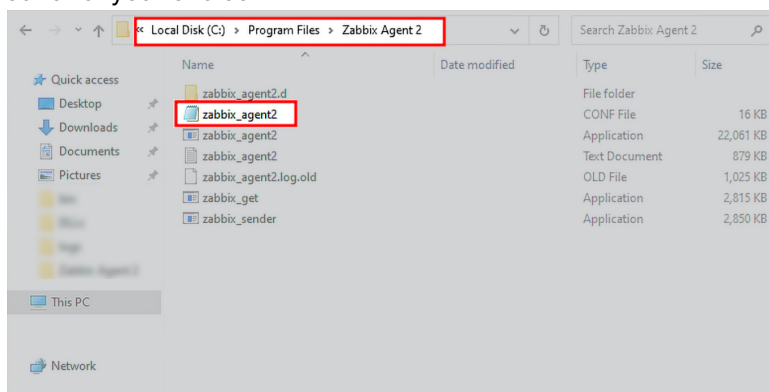 « Local Disk (C:) > Program Files > Zabbix Agent 2
Search Zabbix Agent 2
Name Date modified Type Size
Quick access
Desktop
Downloads
Documents
Pictures
This PC
Network
zabbix_agent2.d File folder
zabbix_agent2 CONF File 16 KB
zabbix_agent2 Application 22,061 KB
zabbix_agent2 Text Document 879 KB
zabbix_agent2.log.old OLD File 1,025 KB
zabbix_get Application 2,815 KB
zabbix_sender Application 2,850 KB